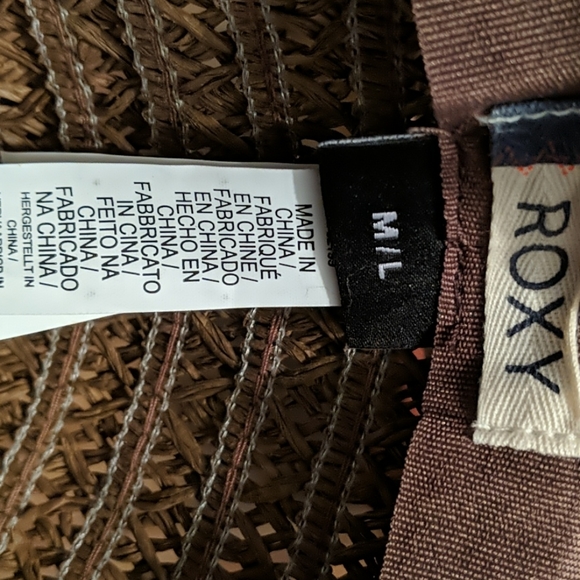 MADE IN
CHINA /
FABRIQUÉ
EN CHINE /
FABRICADO
EN CHINA /
HECHO EN
CHINA /
FABBRICATO
IN CINA /
FEITO NA
CHINA /
FABRICADO
NA CHINA /
HERGESTELLT IN
CHINA /
M/L
ROXY